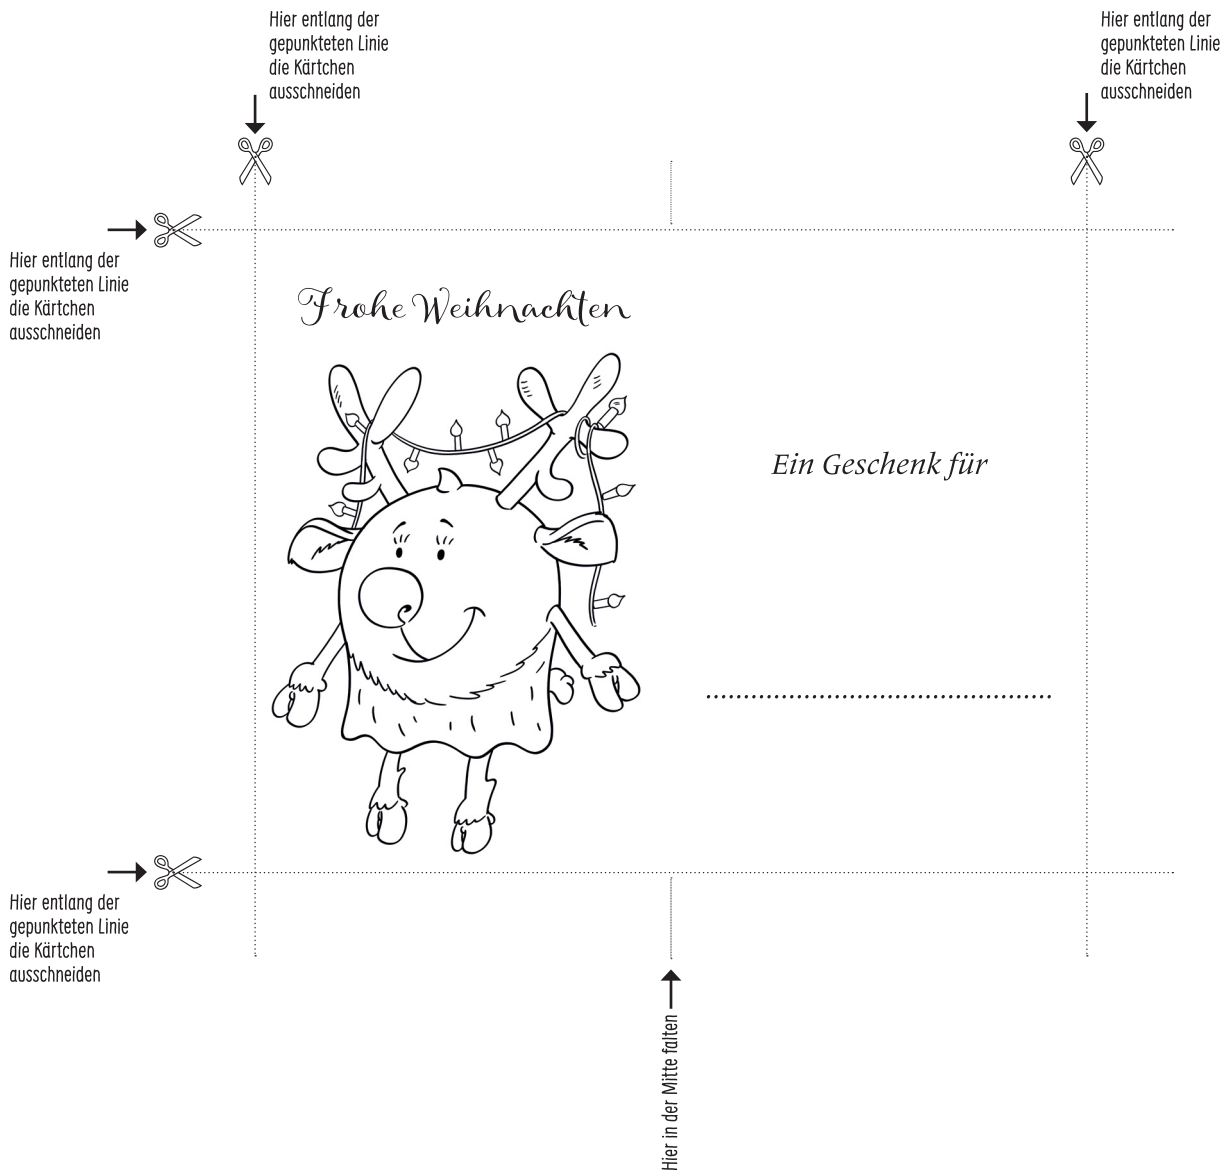 Hier entlang der
gepunkteten Linie
die Kärtchen
ausschneiden
Hier entlang der
gepunkteten Linie
die Kärtchen
ausschneiden
Hier entlang der
gepunkteten Linie
die Kärtchen
ausschneiden
Frohe Weihnachten
Ein Geschenk für
Hier entlang der
gepunkteten Linie
die Kärtchen
ausschneiden
Hier in der Mitte falten